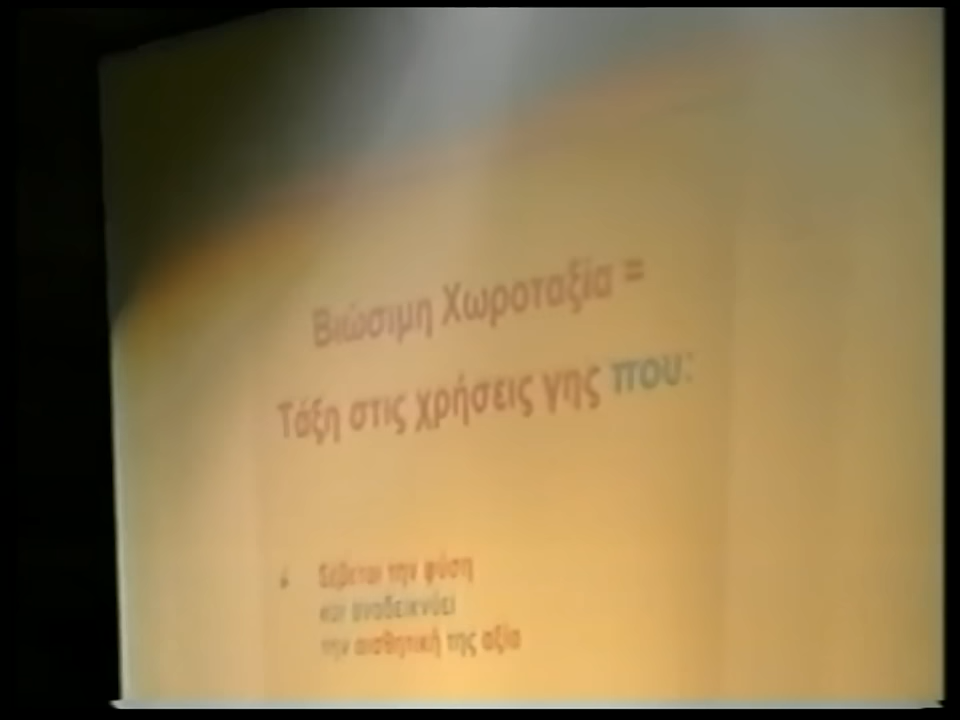 Βιώσιμη Χωροταξία =
Τάξη στις χρήσεις γης που:
Σέβεται την φύση
και αναδεικνύει
την αισθητική της αξία